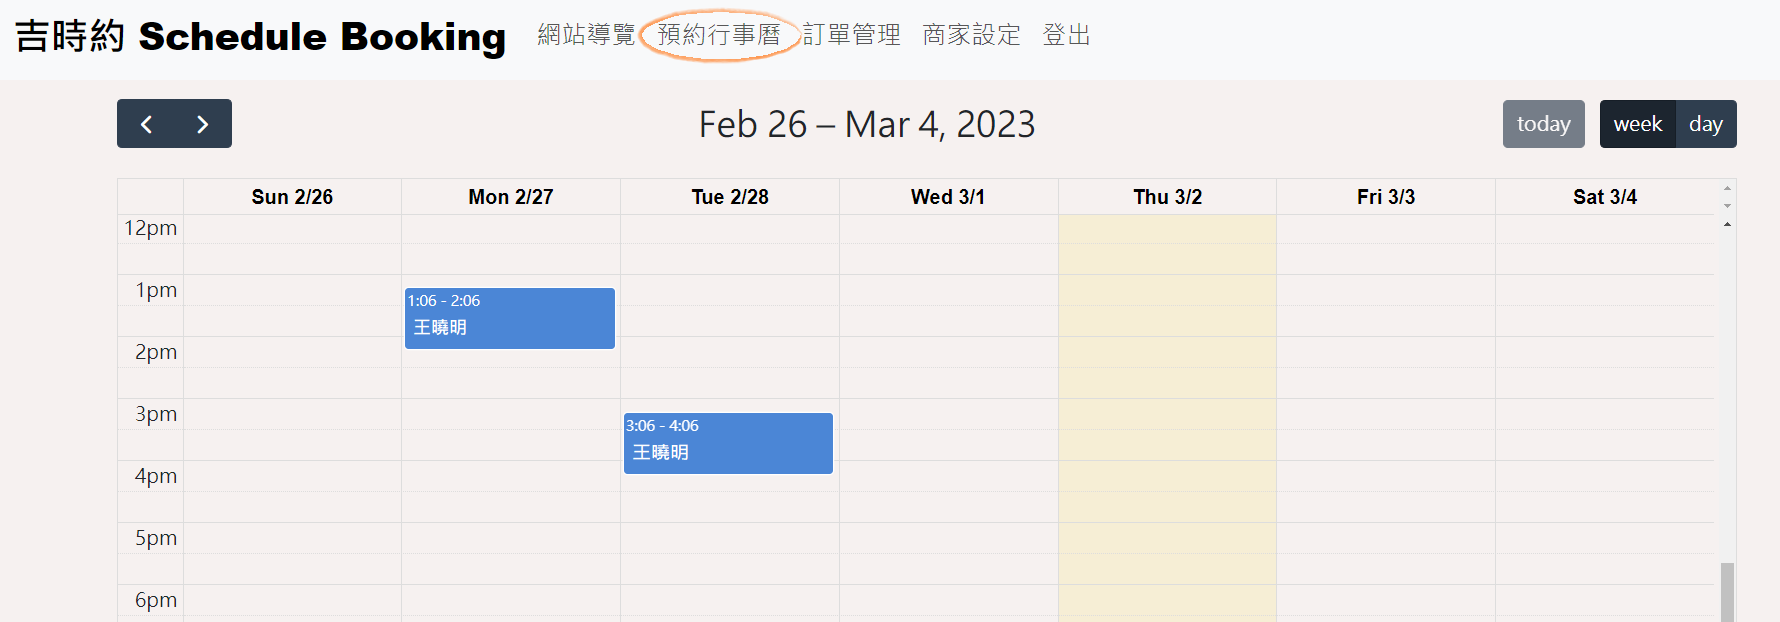 吉時約 Schedule Booking 網站導覽 預約行事曆 訂單管理 商家設定 登出
Feb 26 – Mar 4, 2023 today week day
Sun 2/26 Mon 2/27 Tue 2/28 Wed 3/1 Thu 3/2 Fri 3/3 Sat 3/4
12pm
1pm
1:06 - 2:06
王曉明
2pm
3pm
3:06 - 4:06
王曉明
4pm
5pm
6pm